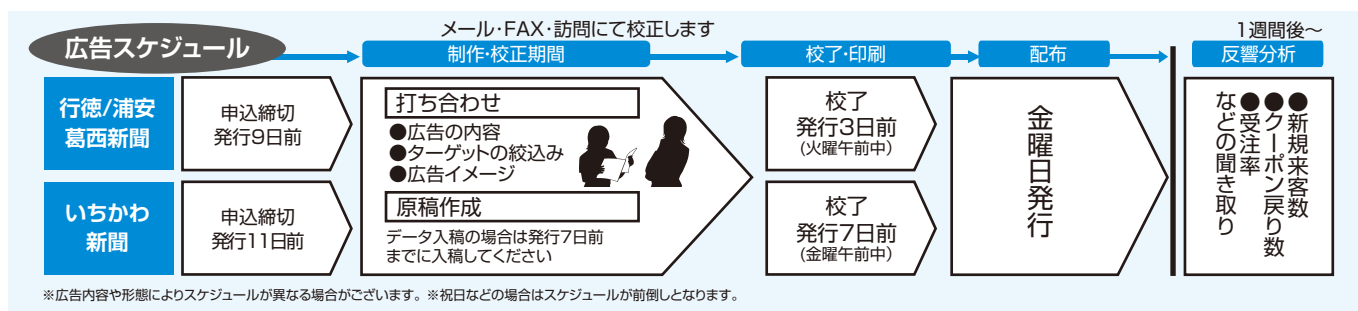 広告スケジュール
メール･FAX･訪問にて校正します
制作･校正期間
校了･印刷
配布
1週間後～
反響分析
行徳/浦安
葛西新聞
申込締切
発行9日前
いちかわ
新聞
申込締切
発行11日前
打ち合わせ
●広告の内容
●ターゲットの絞込み
●広告イメージ
原稿作成
データ入稿の場合は発行7日前
までに入稿してください
校了
発行3日前
(火曜午前中)
校了
発行7日前
(金曜午前中)
金曜日発行
●新規来客数
●クーポン戻り数
●受注率
などの聞き取り
※広告内容や形態によりスケジュールが異なる場合がございます。※祝日などの場合はスケジュールが前倒しとなります。